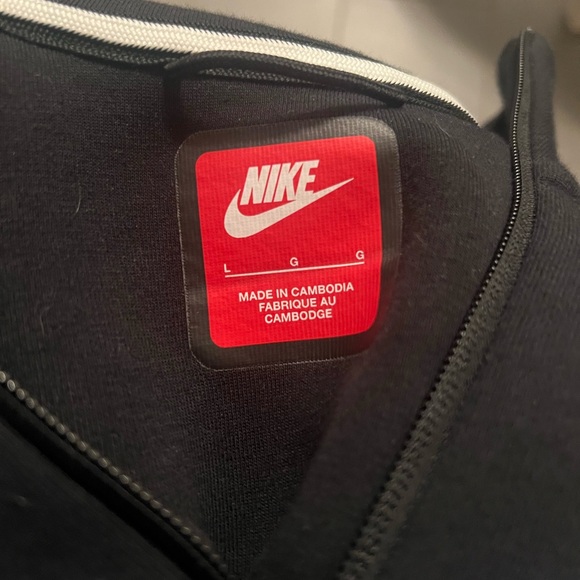 NIKE
L G G
MADE IN CAMBODIA
FABRIQUE AU
CAMBODGE